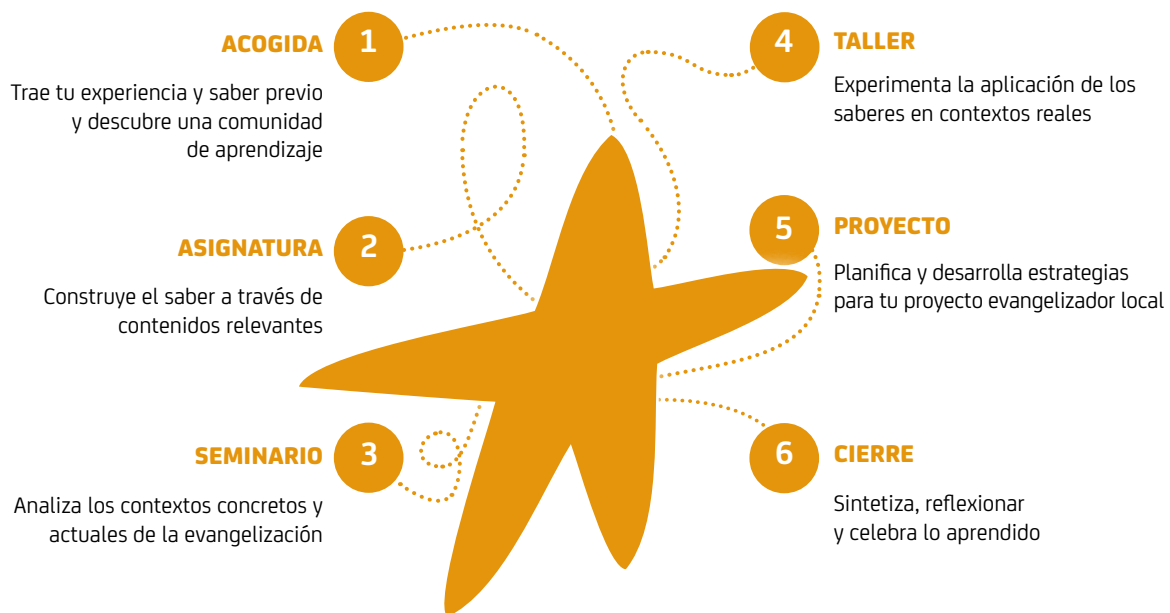 1
ACOGIDA
Trae tu experiencia y saber previo
y descubre una comunidad
de aprendizaje
2
ASIGNATURA
Construye el saber a través de
contenidos relevantes
3
SEMINARIO
Analiza los contextos concretos y
actuales de la evangelización
4
TALLER
Experimenta la aplicación de los
saberes en contextos reales
5
PROYECTO
Planifica y desarrolla estrategias
para tu proyecto evangelizador local
6
CIERRE
Sintetiza, reflexionar
y celebra lo aprendido